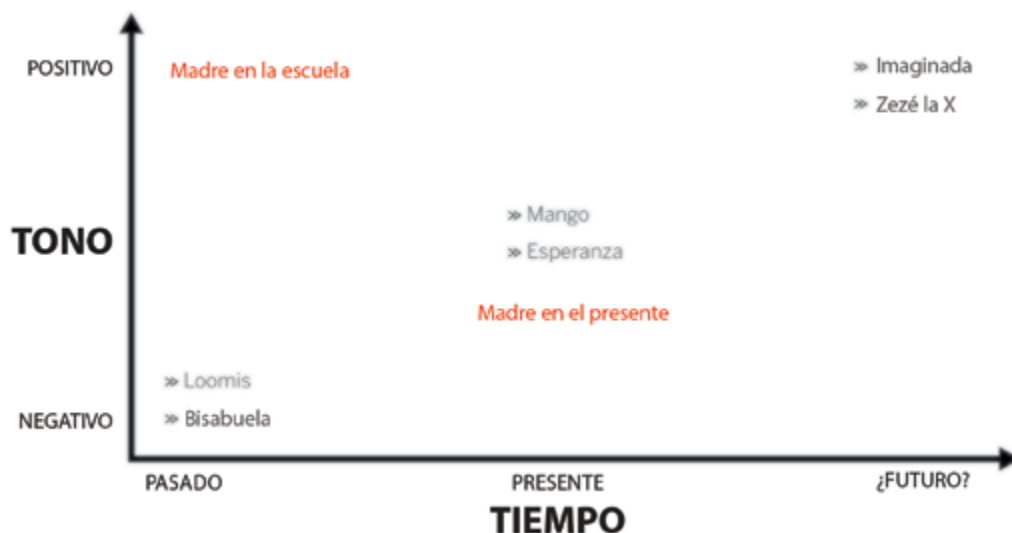 POSITIVO
Madre en la escuela
» Imaginada
» Zezé la X
» Mango
TONO
» Esperanza
Madre en el presente
» Loomis
NEGATIVO
» Bisabuela
PASADO
PRESENTE
¿FUTURO?
TIEMPO